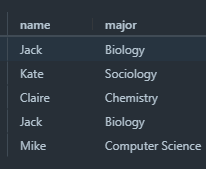 name major
Jack Biology
Kate Sociology
Claire Chemistry
Jack Biology
Mike Computer Science